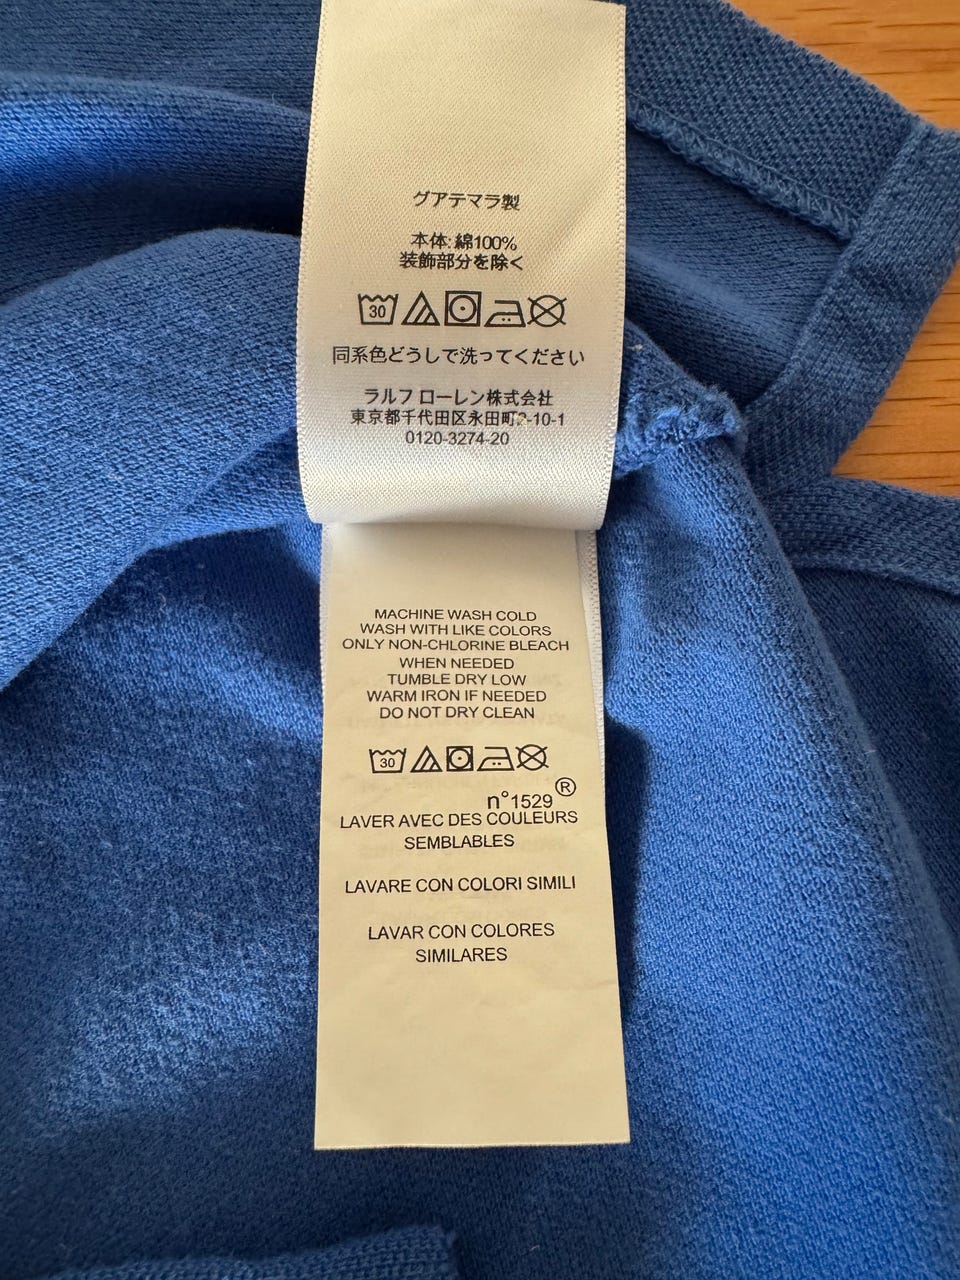 グアテマラ製
本体: 綿100%
装飾部分を除く
30
同系色どうしで洗ってください
ラルフ ローレン株式会社
東京都千代田区永田町2-10-1
0120-3274-20
MACHINE WASH COLD
WASH WITH LIKE COLORS
ONLY NON-CHLORINE BLEACH
WHEN NEEDED
TUMBLE DRY LOW
WARM IRON IF NEEDED
DO NOT DRY CLEAN
30
n°1529®
LAVER AVEC DES COULEURS
SEMBLABLES
LAVARE CON COLORI SIMILI
LAVAR CON COLORES
SIMILARES